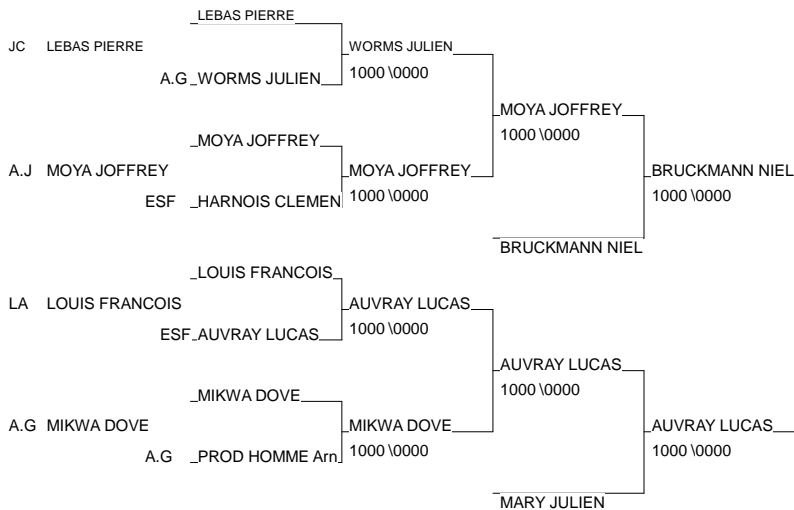 LEBAS PIERRE
JC LEBAS PIERRE WORMS JULIEN
A.G WORMS JULIEN 1000 \0000
MOYA JOFFREY
1000 \0000
MOYA JOFFREY
A.J MOYA JOFFREY MOYA JOFFREY BRUCKMANN NIEL
ESF HARNOIS CLEMEN 1000 \0000 1000 \0000
BRUCKMANN NIEL
LOUIS FRANCOIS
LA LOUIS FRANCOIS AUVRAY LUCAS
ESF AUVRAY LUCAS 1000 \0000
AUVRAY LUCAS
1000 \0000
MIKWA DOVE
A.G MIKWA DOVE MIKWA DOVE AUVRAY LUCAS
A.G PROD HOMME Arn 1000 \0000 1000 \0000
MARY JULIEN